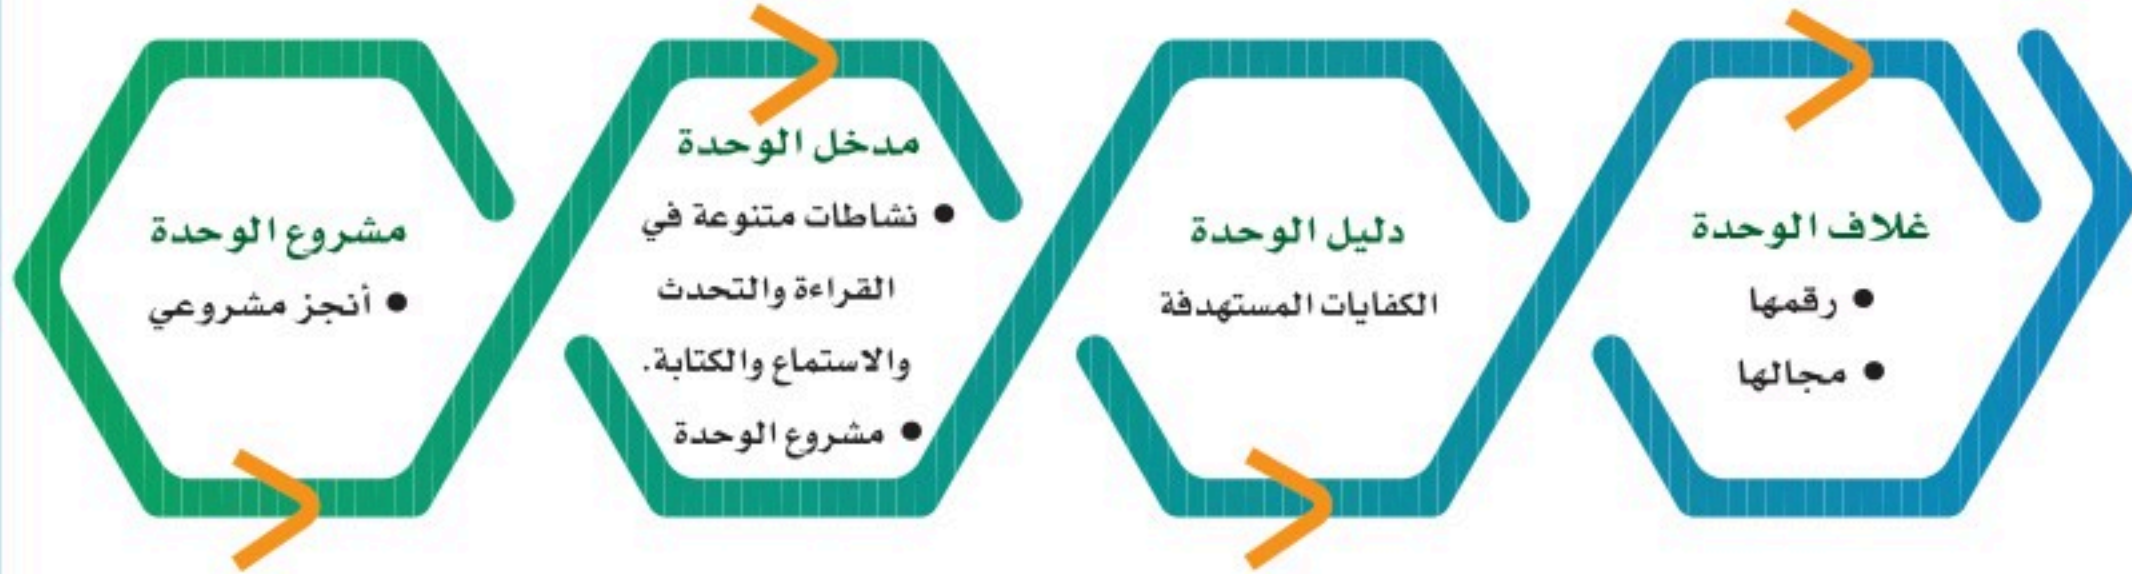 غلاف الوحدة
● رقمها
● مجالها
دليل الوحدة
الكفايات المستهدفة
مدخل الوحدة
● نشاطات متنوعة في
القراءة والتحدث
والاستماع والكتابة.
● مشروع الوحدة
مشروع الوحدة
● أنجز مشروعي